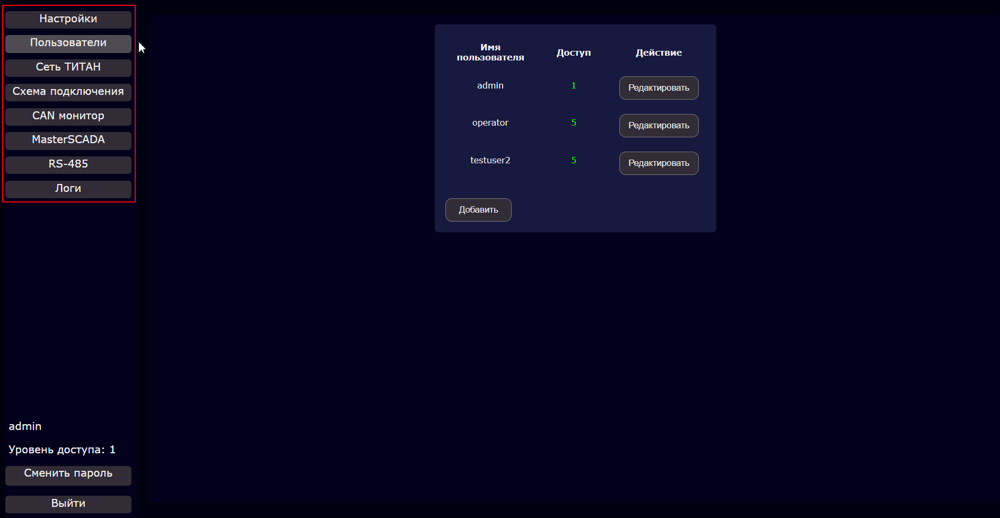 Настройки
Пользователи
Сеть ТИТАН
Схема подключения
CAN монитор
MasterSCADA
RS-485
Логи
admin
Уровень доступа: 1
Сменить пароль
Выйти
Имя пользователя Доступ Действие
admin 1 Редактировать
operator 5 Редактировать
testuser2 5 Редактировать
Добавить